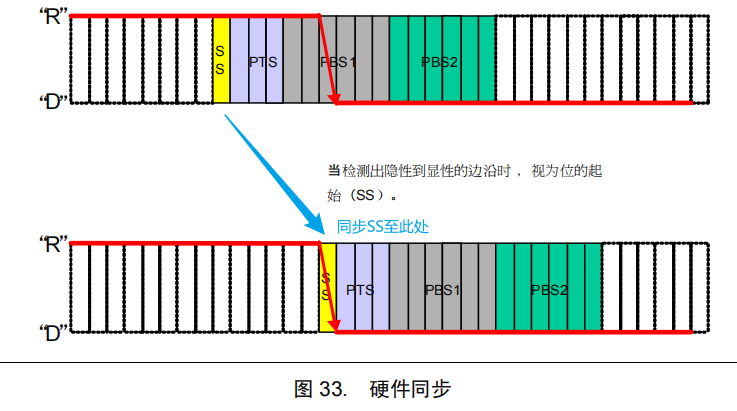 “R”
SS PTS PBS1 PBS2
“D”
当检测出隐性到显性的边沿时，视为位的起
始（SS）。
同步SS至此处
“R”
SS PTS PBS1 PBS2
“D”
图 33. 硬件同步